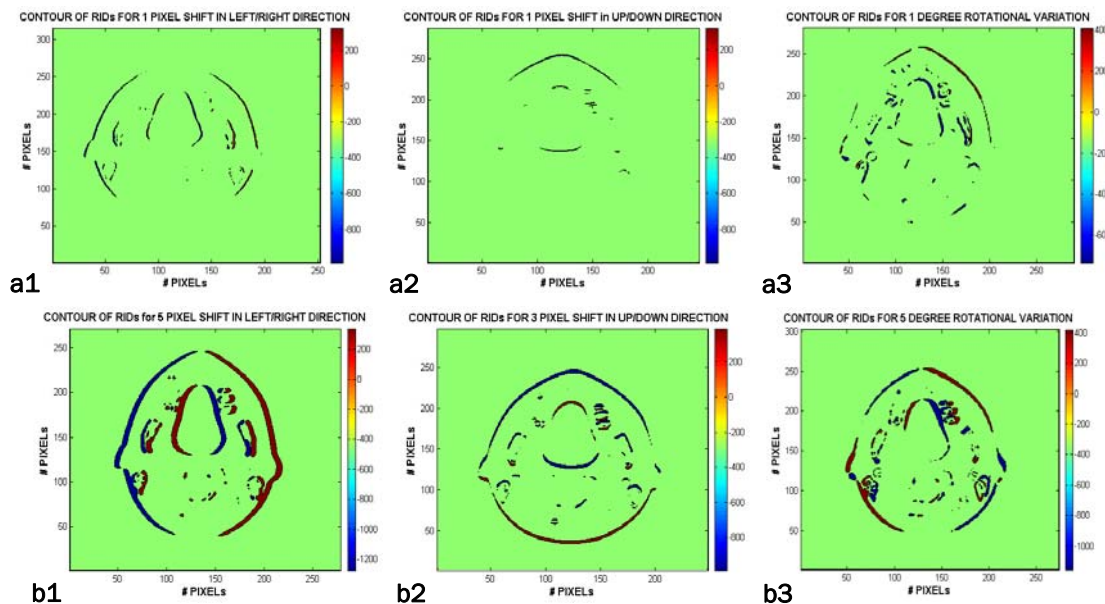 CONTOUR OF RIDs FOR 1 PIXEL SHIFT IN LEFT/RIGHT DIRECTION
300
250
200
150
100
50
# PIXELs
50 100 150 200 250
# PIXELs
200
0
-200
-400
-600
-800
a1
CONTOUR OF RIDs FOR 1 PIXEL SHIFT in UP/DOWN DIRECTION
250
200
150
100
50
# PIXELs
50 100 150 200
# PIXELs
200
0
-200
-400
-600
-800
a2
CONTOUR OF RIDs FOR 1 DEGREE ROTATIONAL VARIATION
250
200
150
100
50
# PIXELs
50 100 150 200 250
# PIXELs
400
200
0
-20
-40
-60
a3
CONTOUR OF RIDs for 5 PIXEL SHIFT IN LEFT/RIGHT DIRECTION
250
200
150
100
50
# PIXELs
50 100 150 200 250
# PIXELs
200
0
-200
-400
-600
-800
-1000
-1200
b1
CONTOUR OF RIDs FOR 3 PIXEL SHIFT IN UP/DOWN DIRECTION
250
200
150
100
50
# PIXELs
50 100 150 200
# PIXELs
200
0
-200
-400
-600
-800
b2
CONTOUR OF RIDs FOR 5 DEGREE ROTATIONAL VARIATION
300
250
200
150
100
50
# PIXELs
50 100 150 200 250
# PIXELs
400
200
0
-200
-400
-600
-800
-1000
b3